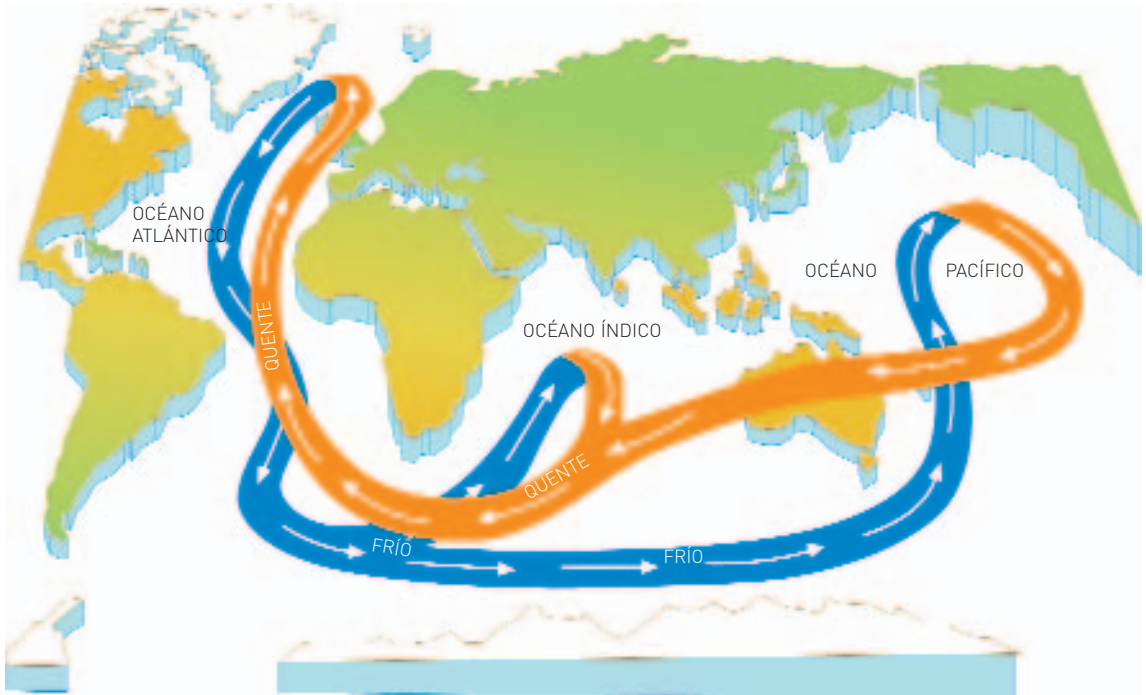 OCÉANO
ATLÁNTICO
OCÉANO
PACÍFICO
OCÉANO ÍNDICO
QUENTE
QUENTE
FRÍO
FRÍO